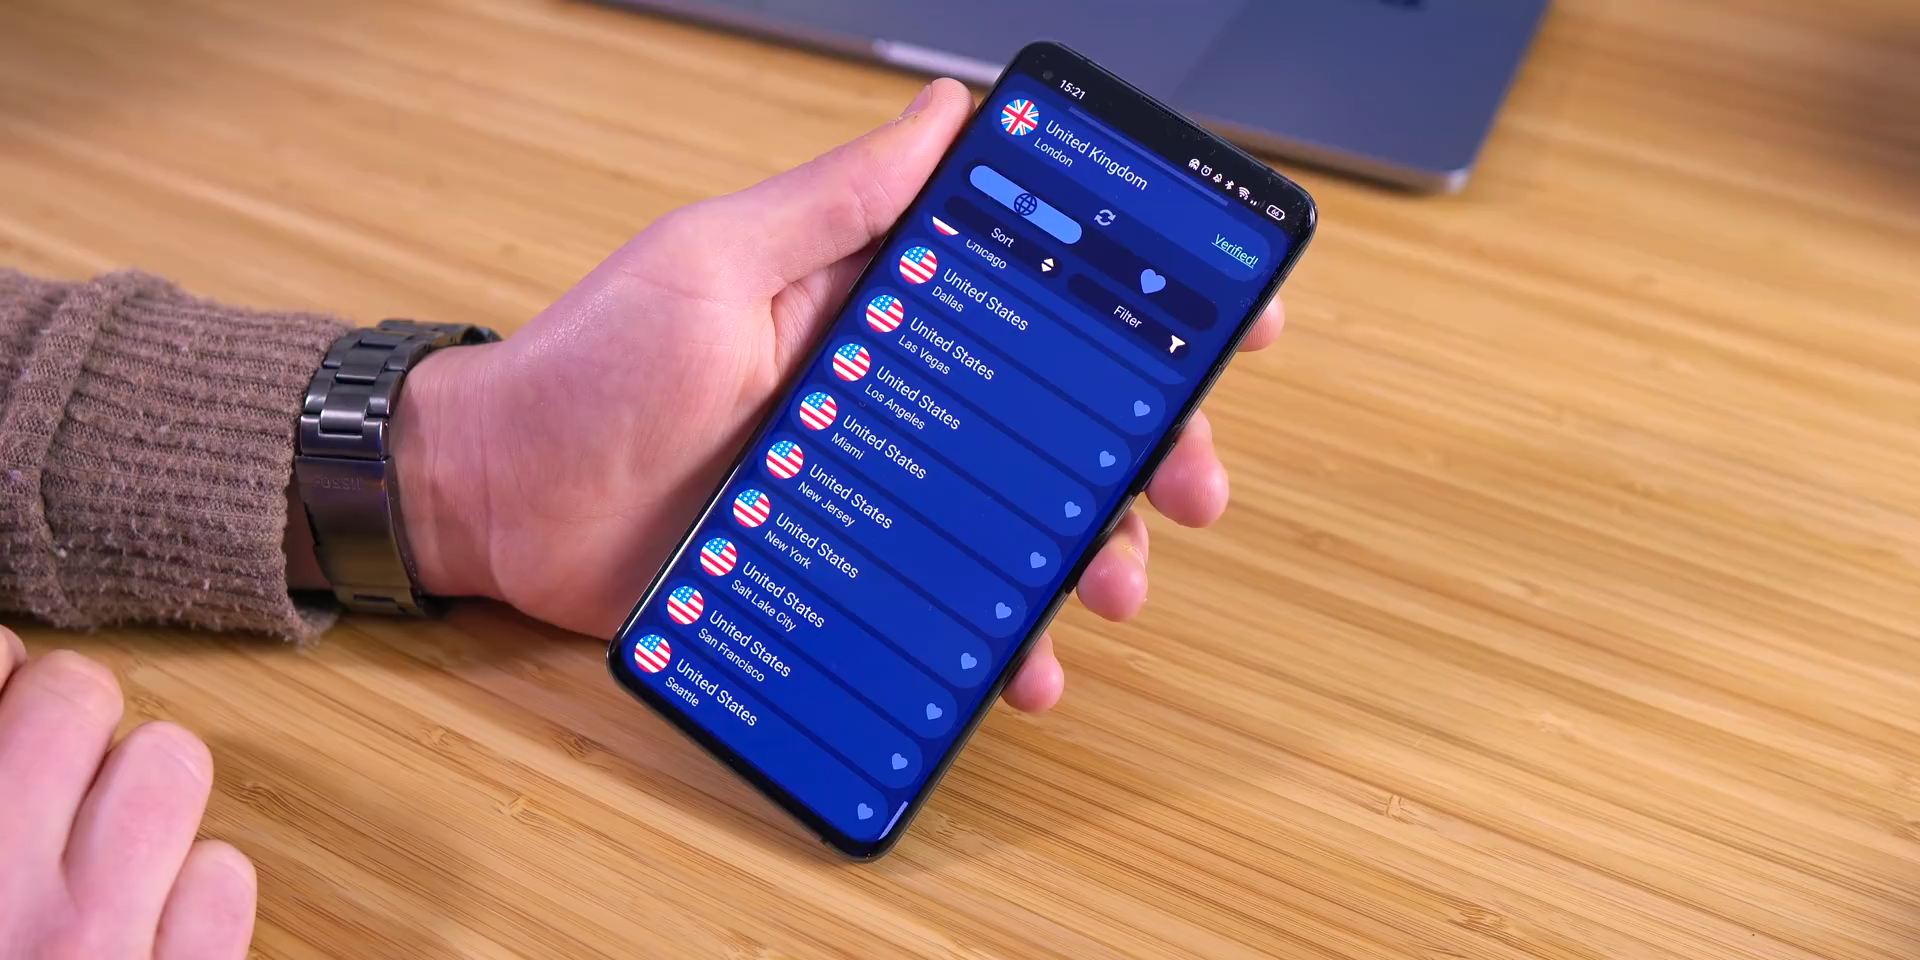 15:21
66
United Kingdom
London
Verified!
Sort
Filter
Chicago
United States
Dallas
United States
Las Vegas
United States
Los Angeles
United States
Miami
United States
New Jersey
United States
New York
United States
Salt Lake City
United States
San Francisco
United States
Seattle
FOSSIL